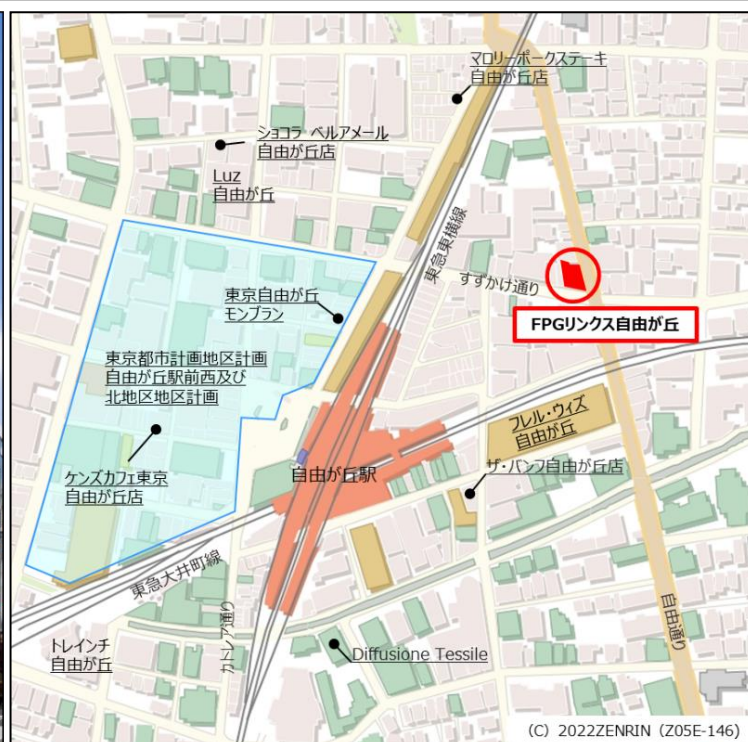 マロリーポークステーキ
自由が丘店
ショコラ ベルアメール
自由が丘店
Luz
自由が丘
東急東横線
すずかけ通り
FPGリンクス自由が丘
東京自由が丘
モンブラン
東京都市計画地区計画
自由が丘駅前西及び
北地区地区計画
フレル・ウィズ
自由が丘
自由が丘駅
ザ・バンフ自由が丘店
ケンズカフェ東京
自由が丘店
東急大井町線
カトレア通り
自由通り
トレインチ
自由が丘
Diffusione Tessile
(C) 2022ZENRIN (Z05E-146)